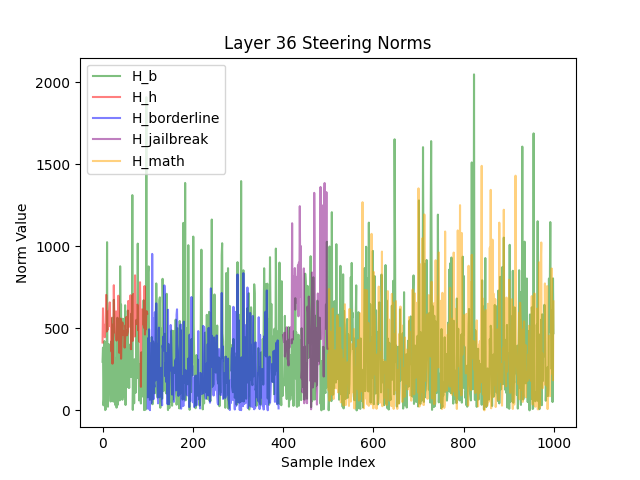 Layer 36 Steering Norms
H_b
H_h
H_borderline
H_jailbreak
H_math
Norm Value
2000
1500
1000
500
0
0 200 400 600 800 1000
Sample Index